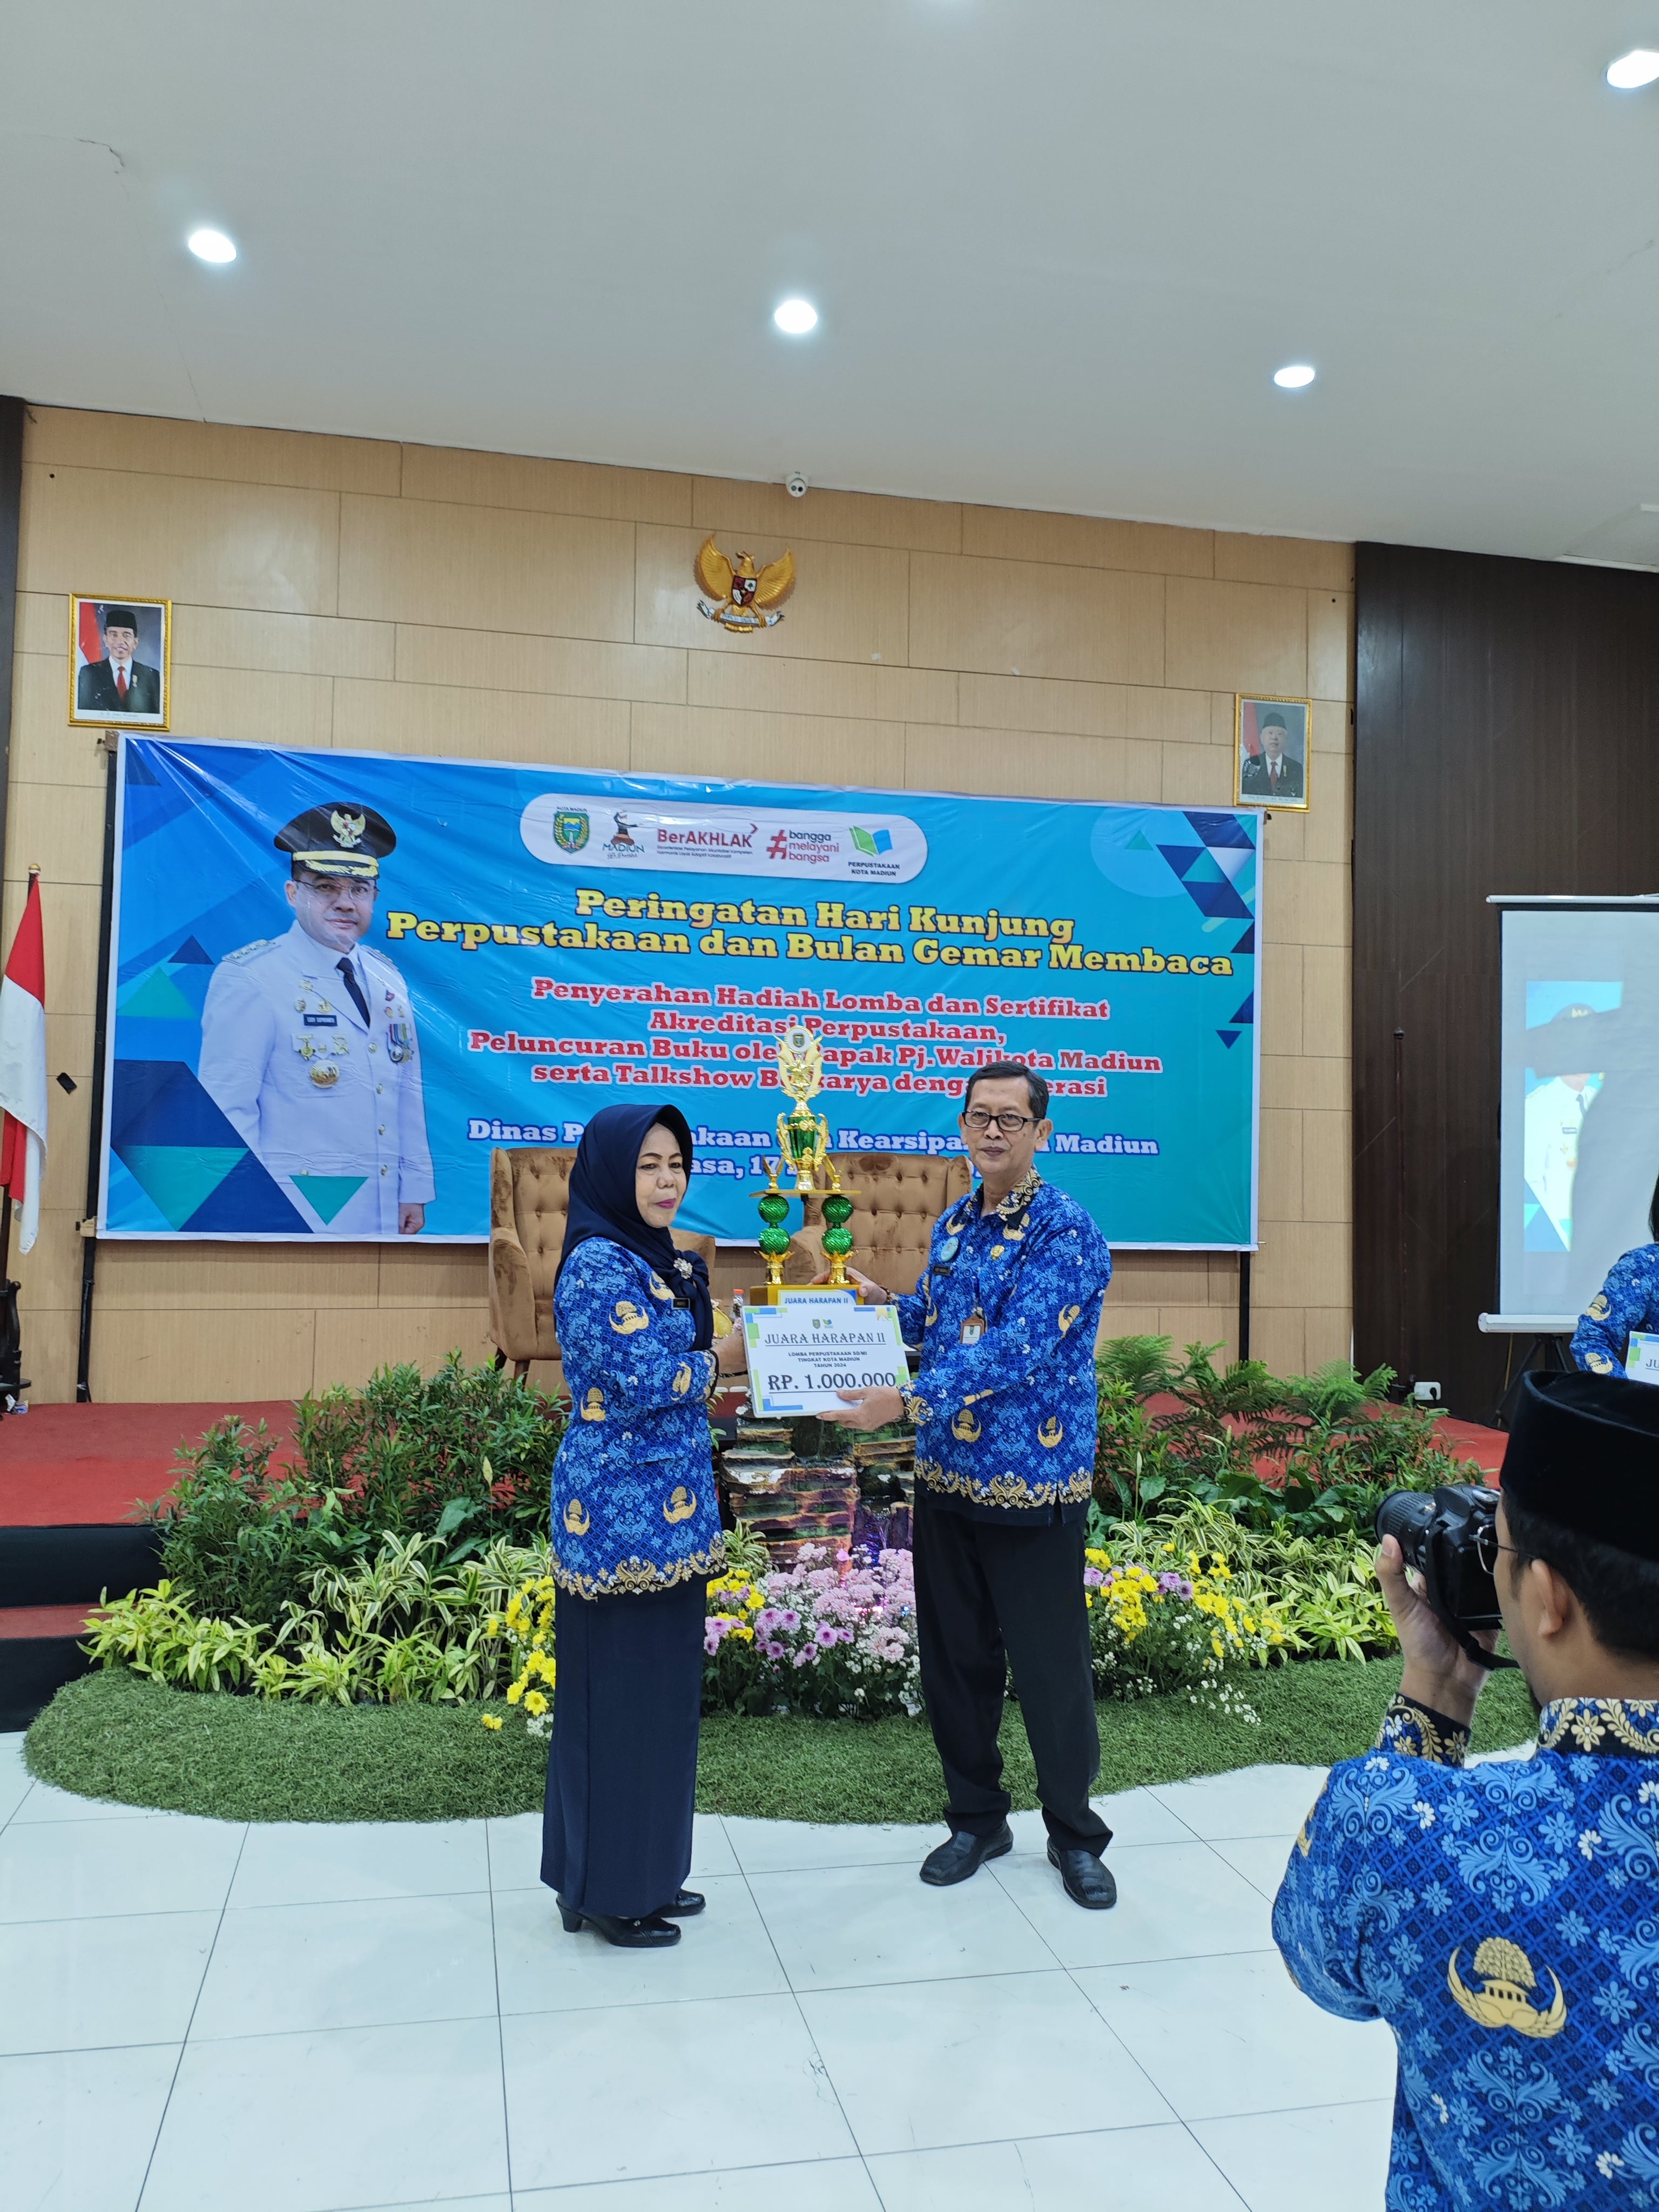 KOTA MADIUN
MADIUN
BerAKHLAK
#bangga
melayani
bangsa
PERPUSTAKAAN
KOTA MADIUN
Peringatan Hari Kunjung
Perpustakaan dan Bulan Gemar Membaca
Penyerahan Hadiah Lomba dan Sertifikat
Akreditasi Perpustakaan,
Peluncuran Buku Pj. Walikota Madiun
serta Talkshow
Dinas Madiun
JUARA HARAPAN II
JUARA HARAPAN II
LOMBA PERPUSTAKAAN SD/MI
TINGKAT KOTA MADIUN
TAHUN 2024
RP. 1.000.000